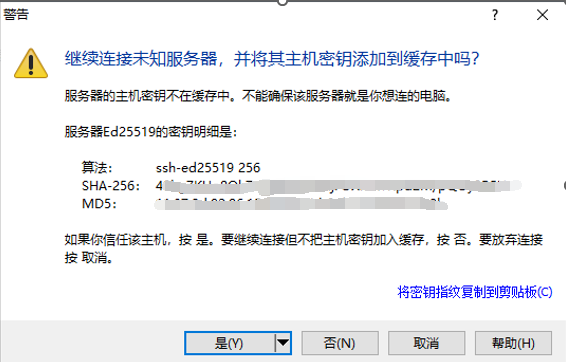 警告
继续连接未知服务器，并将其主机密钥添加到缓存中吗？
服务器的主机密钥不在缓存中。不能确保该服务器就是你想连的电脑。
服务器Ed25519的密钥明细是:
算法: ssh-ed25519 256
SHA-256:
MD5:
如果你信任该主机，按 是。要继续连接但不把主机密钥加入缓存，按 否。要放弃连接
按 取消。
将密钥指纹复制到剪贴板(C)
是(Y) 否(N) 取消 帮助(H)